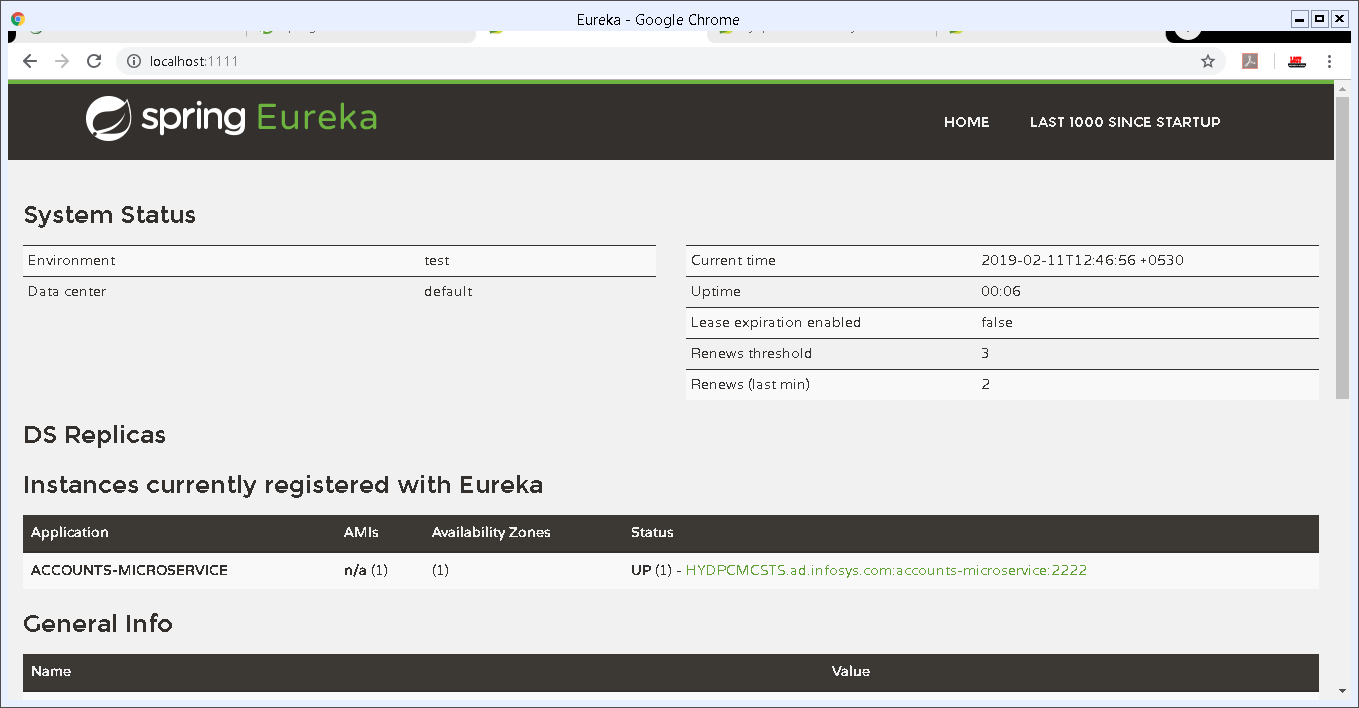 Eureka - Google Chrome
localhost:1111
spring Eureka
HOME LAST 1000 SINCE STARTUP
System Status
Environment test
Data center default
Current time 2019-02-11T12:46:56 +0530
Uptime 00:06
Lease expiration enabled false
Renews threshold 3
Renews (last min) 2
DS Replicas
Instances currently registered with Eureka
Application AMIs Availability Zones Status
ACCOUNTS-MICROSERVICE n/a (1) (1) UP (1) - HYDPCMCSTS.ad.infosys.com:accounts-microservice:2222
General Info
Name Value